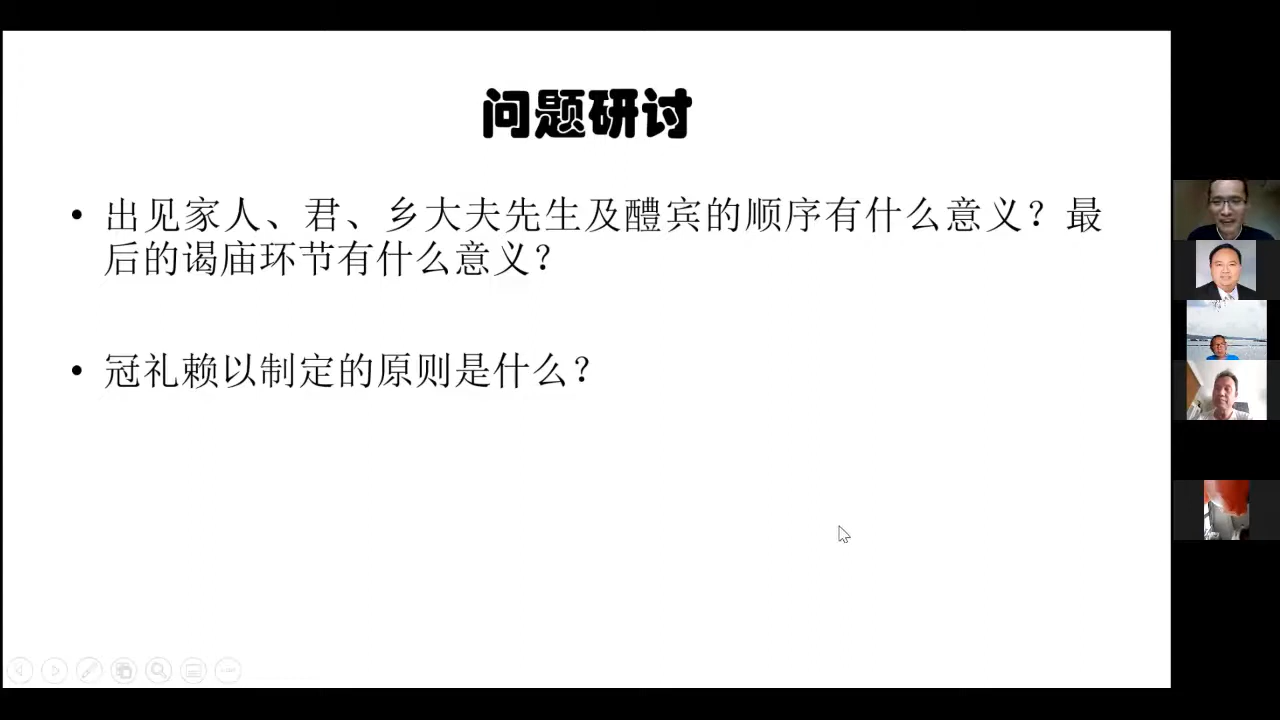 问题研讨
• 出见家人、君、乡大夫先生及醴宾的顺序有什么意义？最
后的谒庙环节有什么意义？
• 冠礼赖以制定的原则是什么？